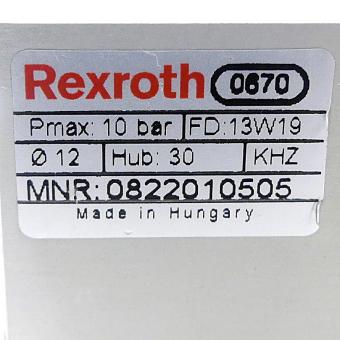 Rexroth 0670
Pmax: 10 bar FD:13W19
Ø 12 Hub: 30 KHZ
MNR: 0822010505
Made in Hungary